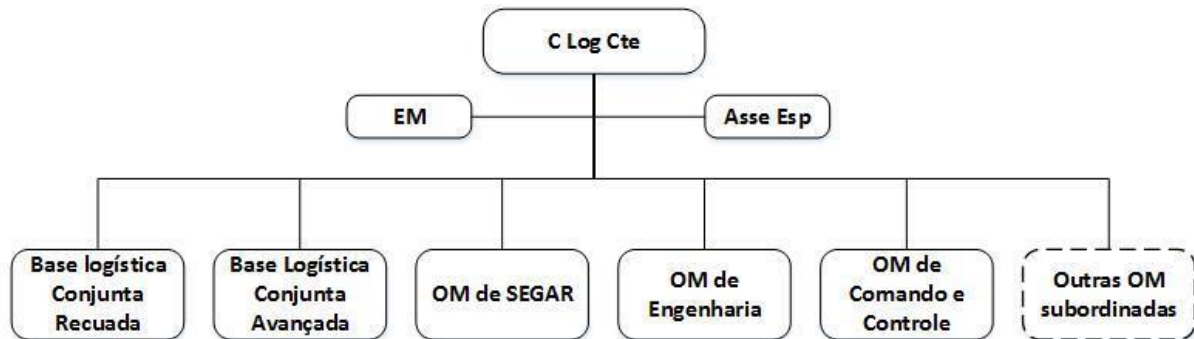 C Log Cte
EM
Asse Esp
Base logística
Conjunta
Recuada
Base Logística
Conjunta
Avançada
OM de SEGAR
OM de
Engenharia
OM de
Comando e
Controle
Outras OM
subordinadas